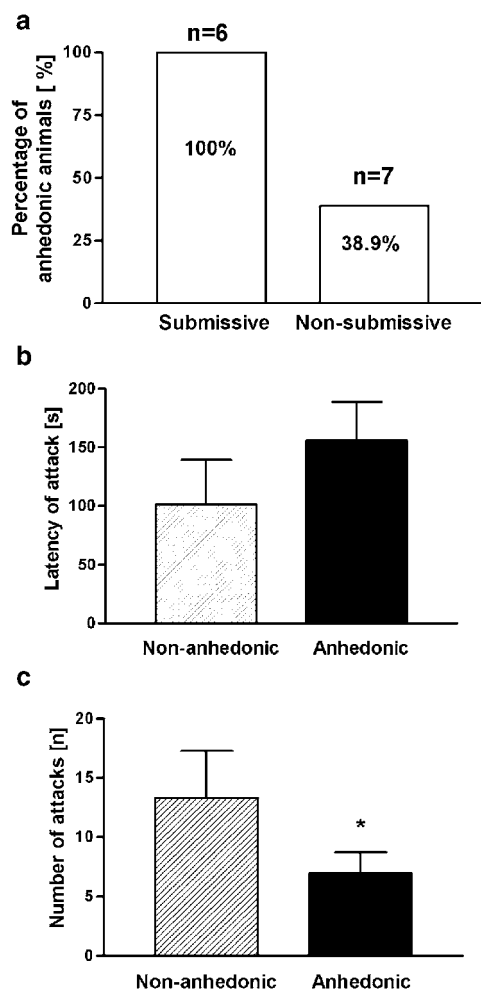 a
n=6
Percentage of
anhedonic animals[ %]
100
75
50
25
0
100%
n=7
38.9%
Submissive
Non-submissive
b
Latency of attack[s]
200
150
100
50
0
Non-anhedonic
Anhedonic
c
Number of attacks [n]
20
15
10
5
0
*
Non-anhedonic
Anhedonic